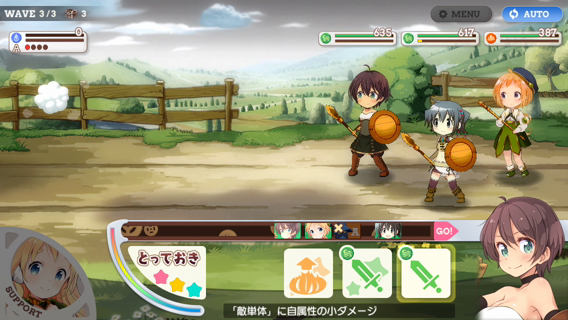 WAVE 3/3 3
MENU
AUTO
0
A
635
617
387
GO!
とっておき
SUPPORT
「敵単体」に自属性の小ダメージ